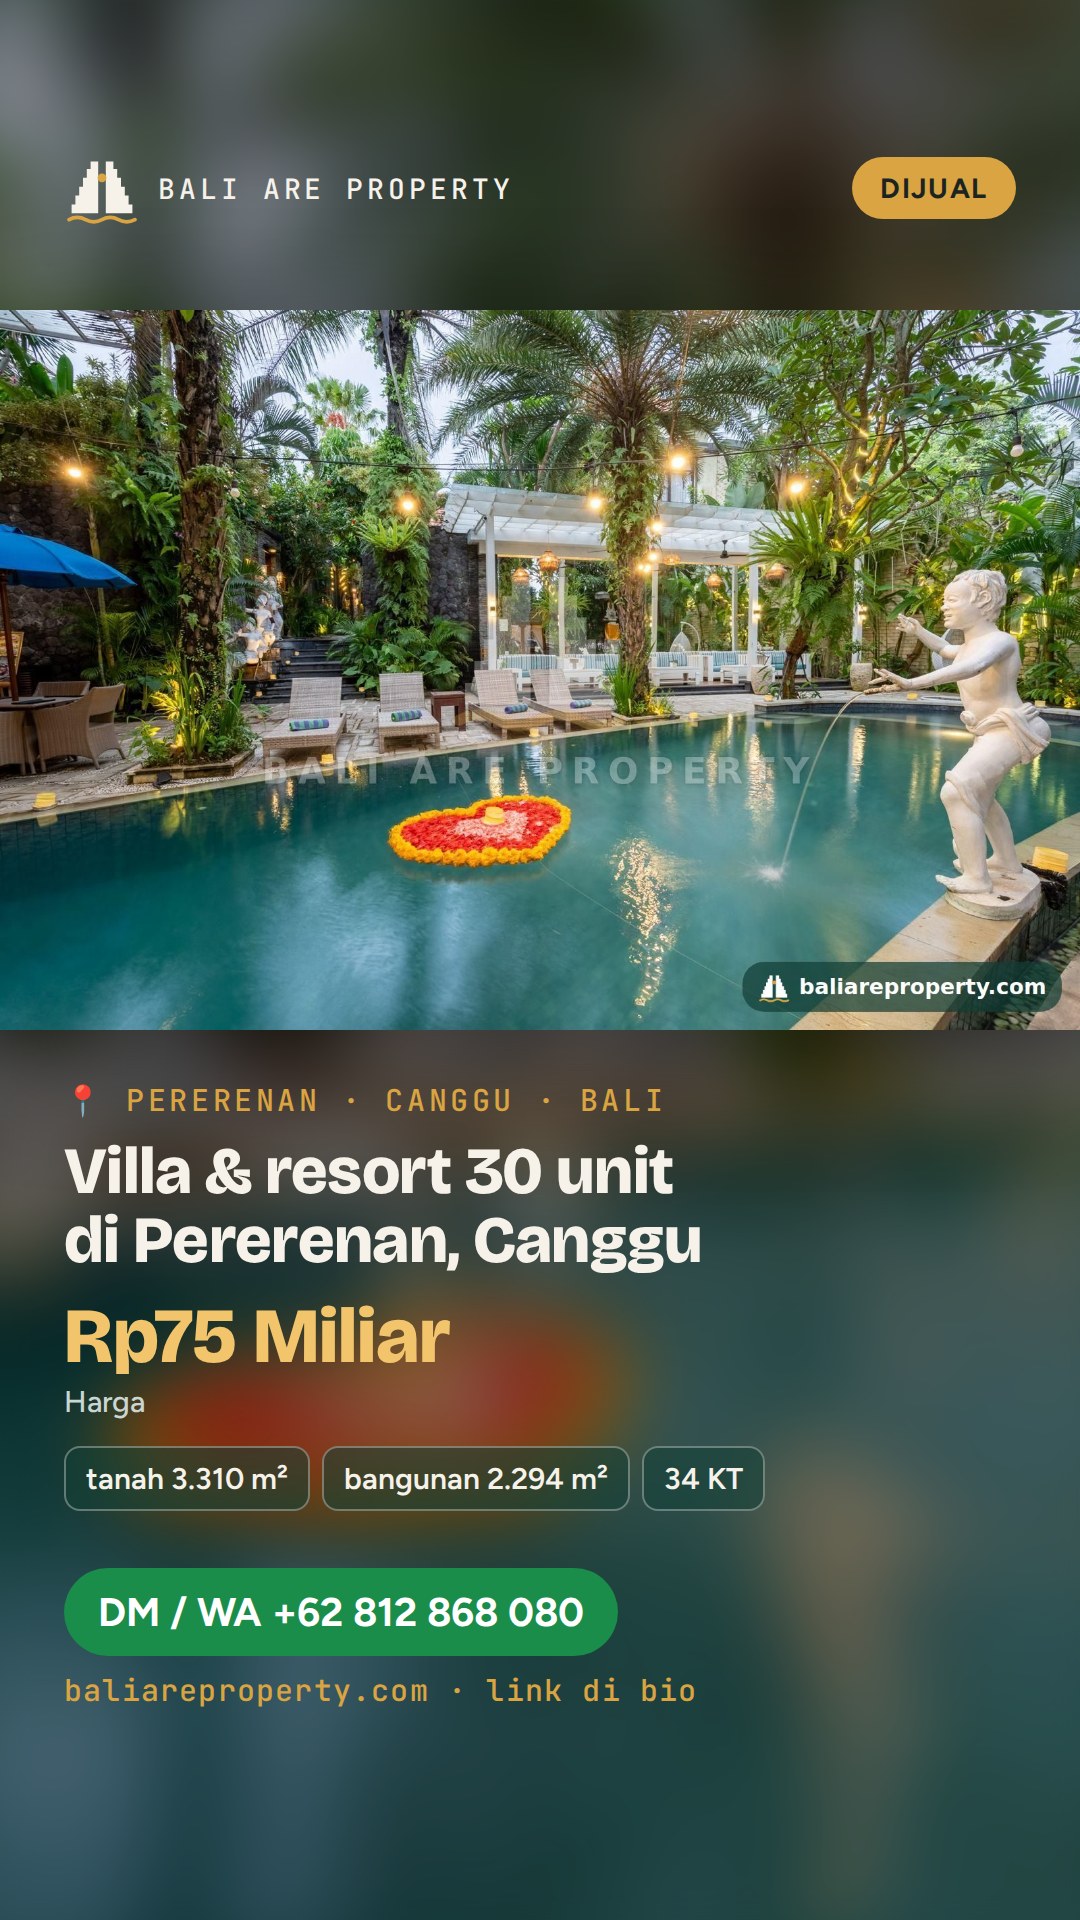 BALI ARE PROPERTY
DIJUAL
BALI ARE PROPERTY
baliareproperty.com
📍 PERERENAN · CANGGU · BALI
Villa & resort 30 unit
di Pererenan, Canggu
Rp75 Miliar
Harga
tanah 3.310 m²
bangunan 2.294 m²
34 KT
DM / WA +62 812 868 080
baliareproperty.com · link di bio